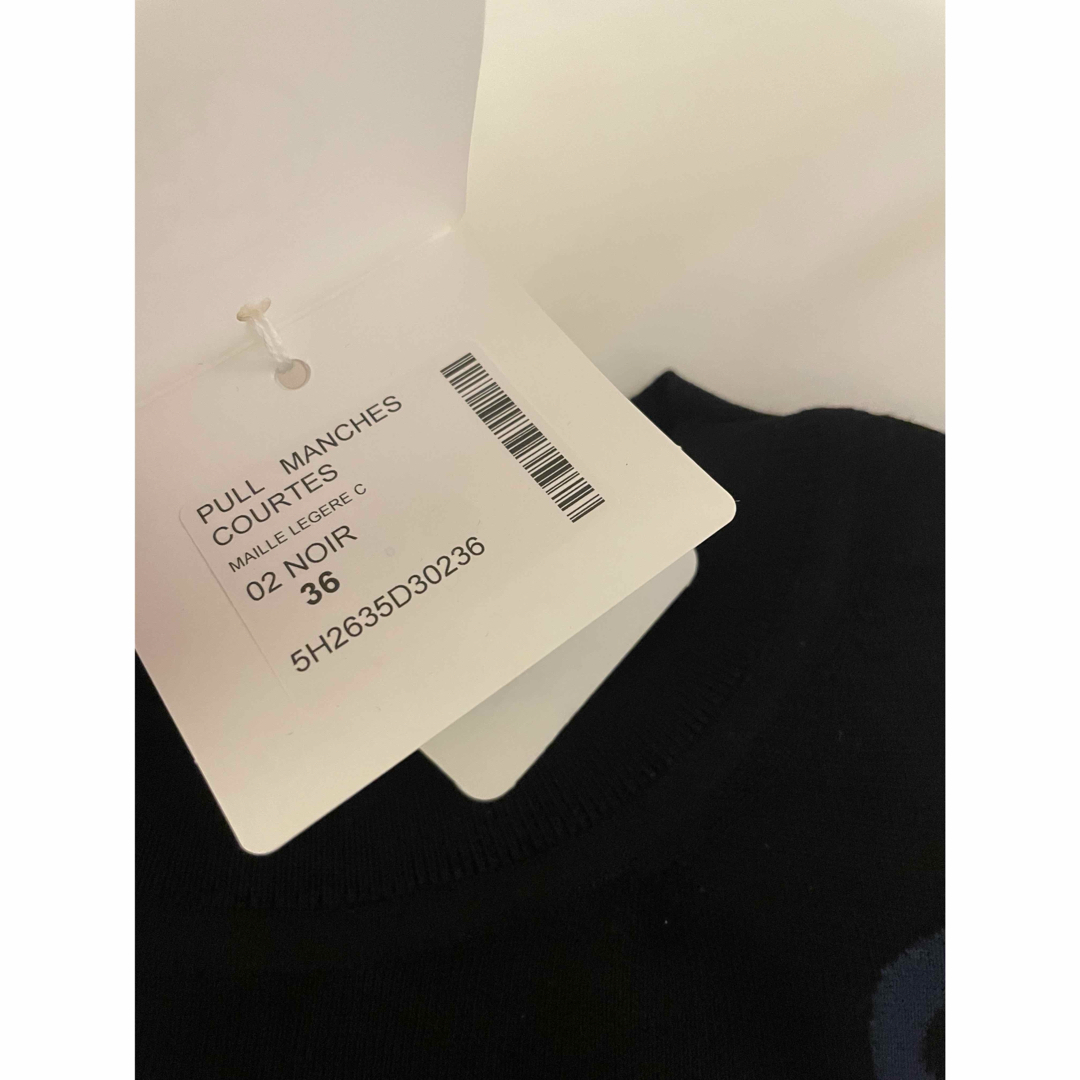 PULL MANCHES
COURTES
MAILLE LEGERE C
02 NOIR
36
5H2635D30236